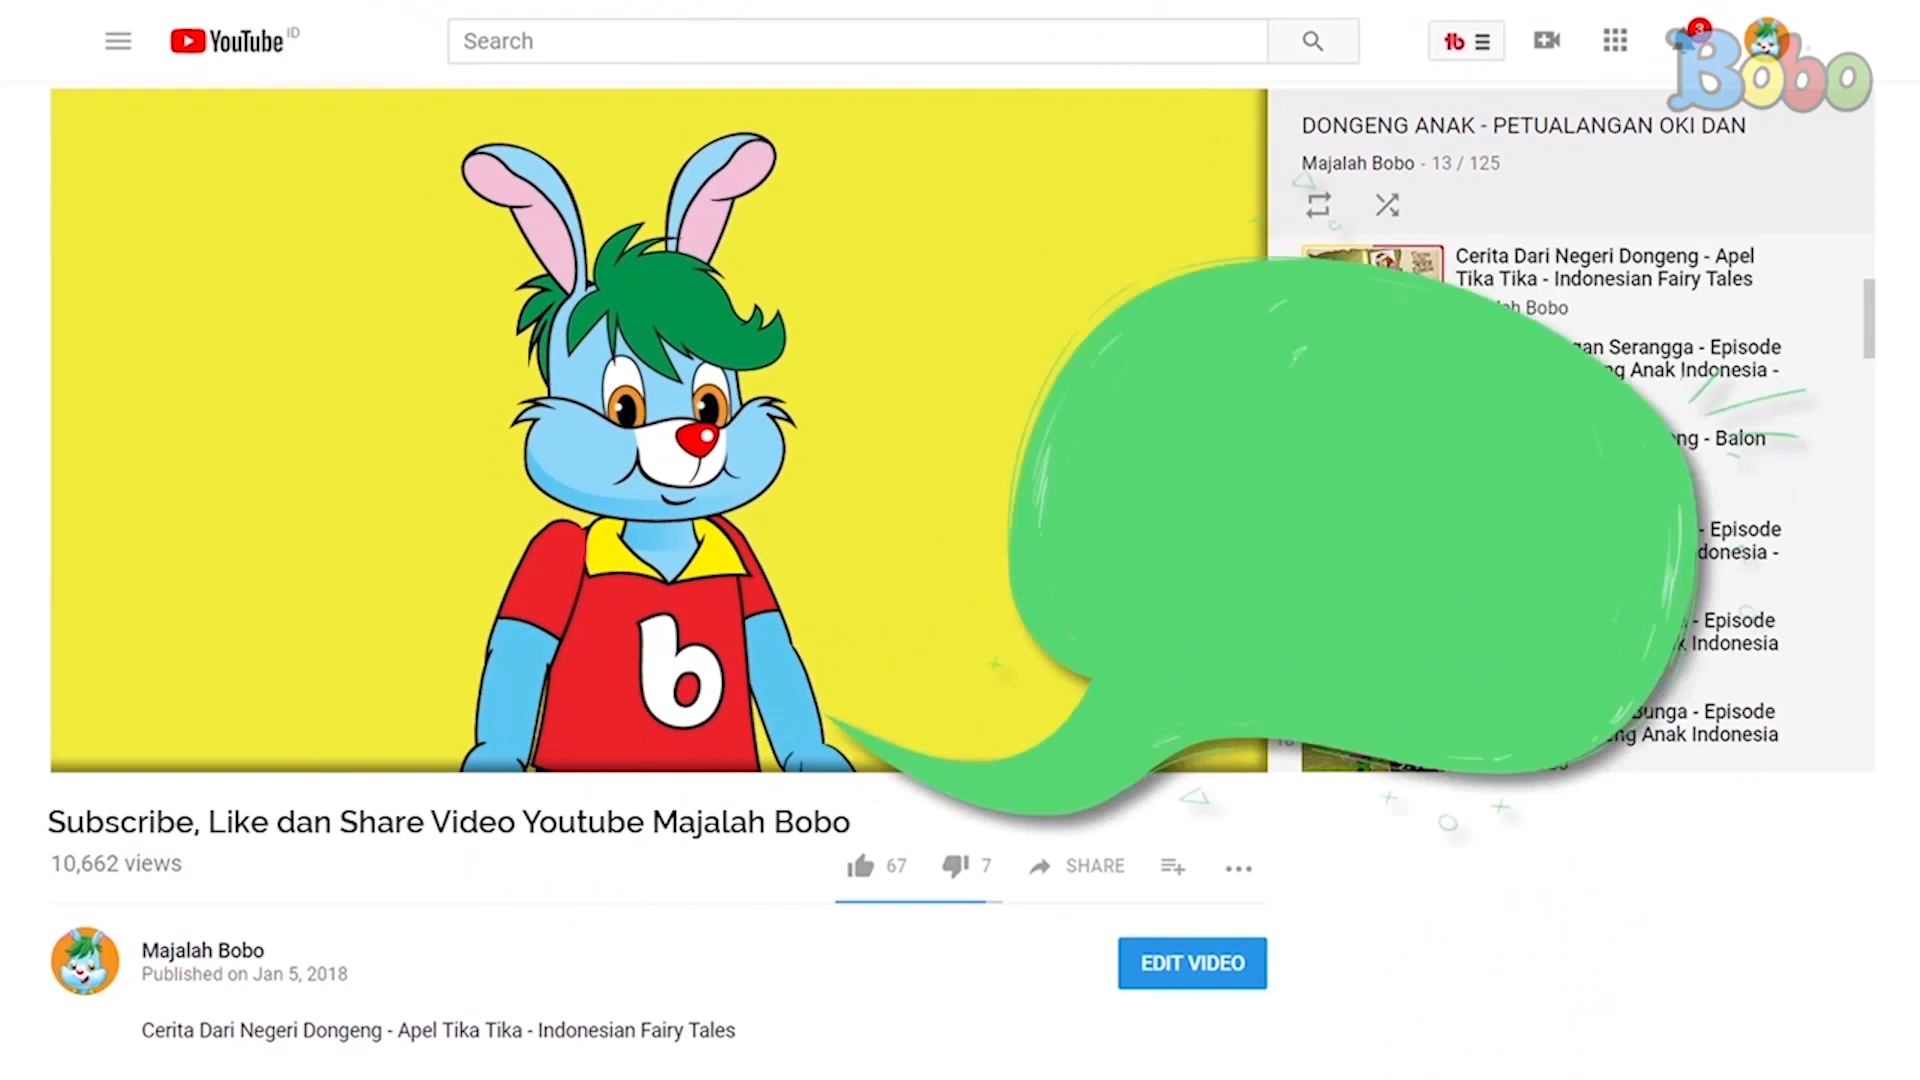 YouTube ID
Search
3
Bobo
DONGENG ANAK - PETUALANGAN OKI DAN
Majalah Bobo - 13 / 125
Cerita Dari Negeri Dongeng - Apel
Tika Tika - Indonesian Fairy Tales
Bobo
Serangga - Episode
Anak Indonesia -
- Balon
- Episode
- Episode
Indonesia
- Episode
Anak Indonesia
b
Subscribe, Like dan Share Video Youtube Majalah Bobo
10,662 views
67
7
SHARE
Majalah Bobo
Published on Jan 5, 2018
EDIT VIDEO
Cerita Dari Negeri Dongeng - Apel Tika Tika - Indonesian Fairy Tales